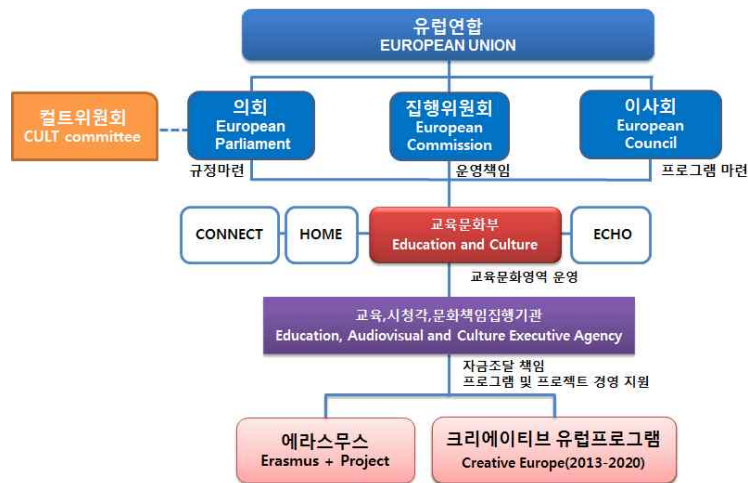 유럽연합
EUROPEAN UNION
컬트위원회
CULT committee
의회
European
Parliament
집행위원회
European
Commission
이사회
European
Council
규정마련
운영책임
프로그램 마련
CONNECT
HOME
교육문화부
Education and Culture
ECHO
교육문화영역 운영
교육,시청각,문화책임집행기관
Education, Audiovisual and Culture Executive Agency
자금조달 책임
프로그램 및 프로젝트 경영 지원
에라스무스
Erasmus + Project
크리에이티브 유럽프로그램
Creative Europe(2013-2020)